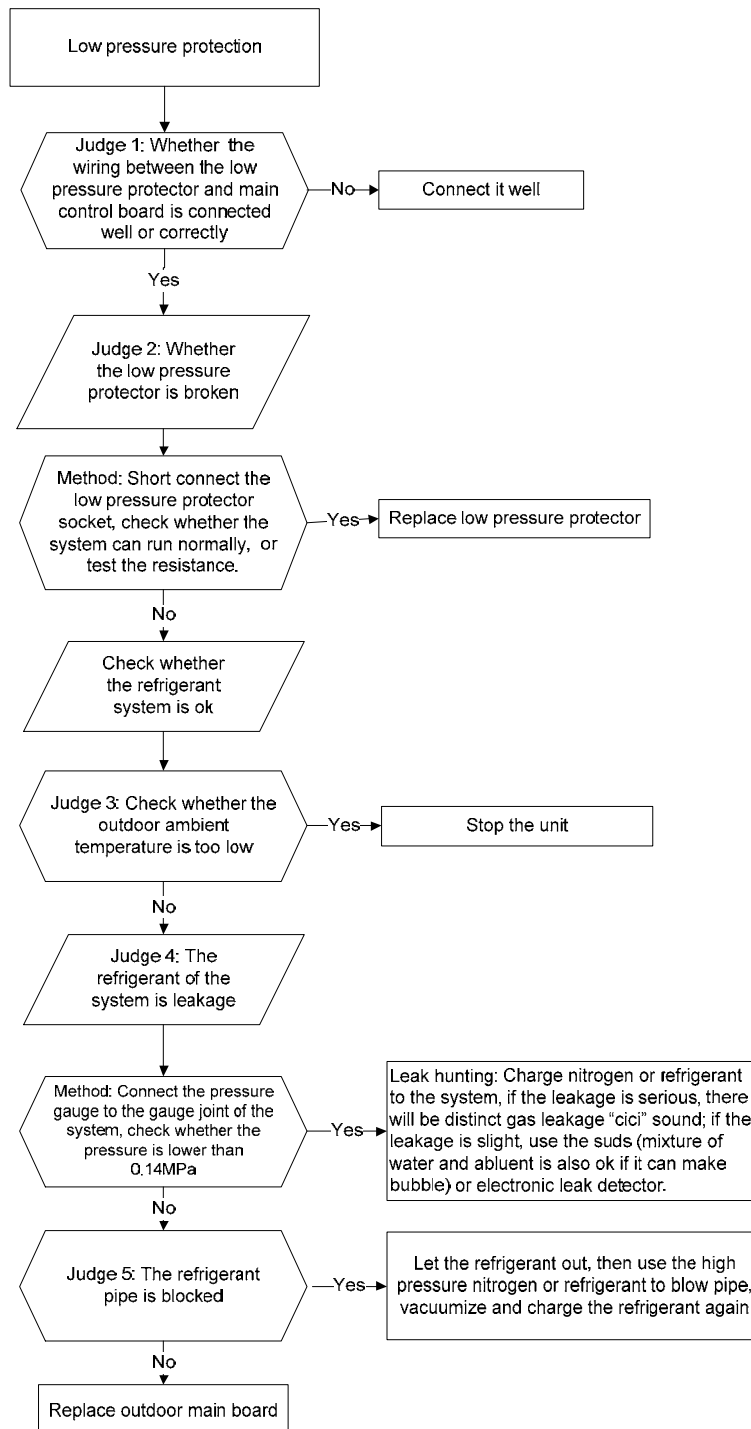 Low pressure protection
Judge 1: Whether the
wiring between the low
pressure protector and main
control board is connected
well or correctly
No
Connect it well
Yes
Judge 2: Whether
the low pressure
protector is broken
Method: Short connect the
low pressure protector
socket, check whether the
system can run normally, or
test the resistance.
Yes
Replace low pressure protector
No
Check whether
the refrigerant
system is ok
Judge 3: Check whether the
outdoor ambient
temperature is too low
Yes
Stop the unit
No
Judge 4: The
refrigerant of the
system is leakage
Method: Connect the pressure
gauge to the gauge joint of the
system, check whether the
pressure is lower than
0.14MPa
Yes
Leak hunting: Charge nitrogen or refrigerant
to the system, if the leakage is serious, there
will be distinct gas leakage “cici” sound; if the
leakage is slight, use the suds (mixture of
water and abluent is also ok if it can make
bubble) or electronic leak detector.
No
Judge 5: The refrigerant
pipe is blocked
Yes
Let the refrigerant out, then use the high
pressure nitrogen or refrigerant to blow pipe,
vacuumize and charge the refrigerant again
No
Replace outdoor main board